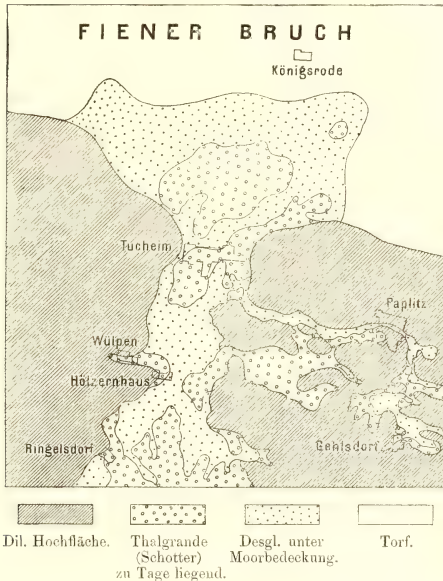 FIENER BRUCH
Königsrode
Tucheim
Paplitz
Wülpen
Hölzernhaus
Ringelsdorf
Gehlsdorf
Dil. Hochfläche.
Thalgrande
(Schotter)
zu Tage liegend.
Desgl. unter
Moorbedeckung.
Torf.